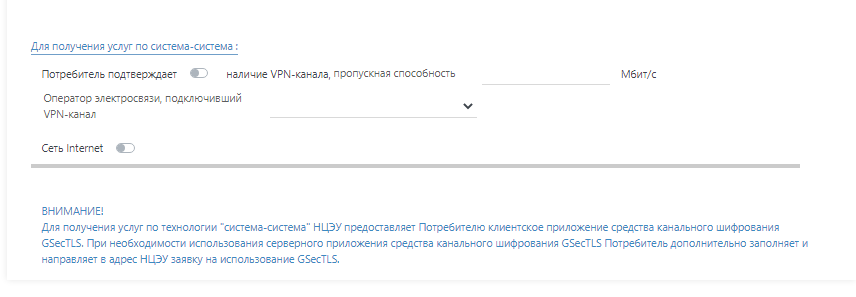 Для получения услуг по система-система :
Потребитель подтверждает наличие VPN-канала, пропускная способность Мбит/с
Оператор электросвязи, подключивший
VPN-канал
Сеть Internet
ВНИМАНИЕ!
Для получения услуг по технологии "система-система" НЦЭУ предоставляет Потребителю клиентское приложение средства канального шифрования
GSecTLS. При необходимости использования серверного приложения средства канального шифрования GSecTLS Потребитель дополнительно заполняет и
направляет в адрес НЦЭУ заявку на использование GSecTLS.